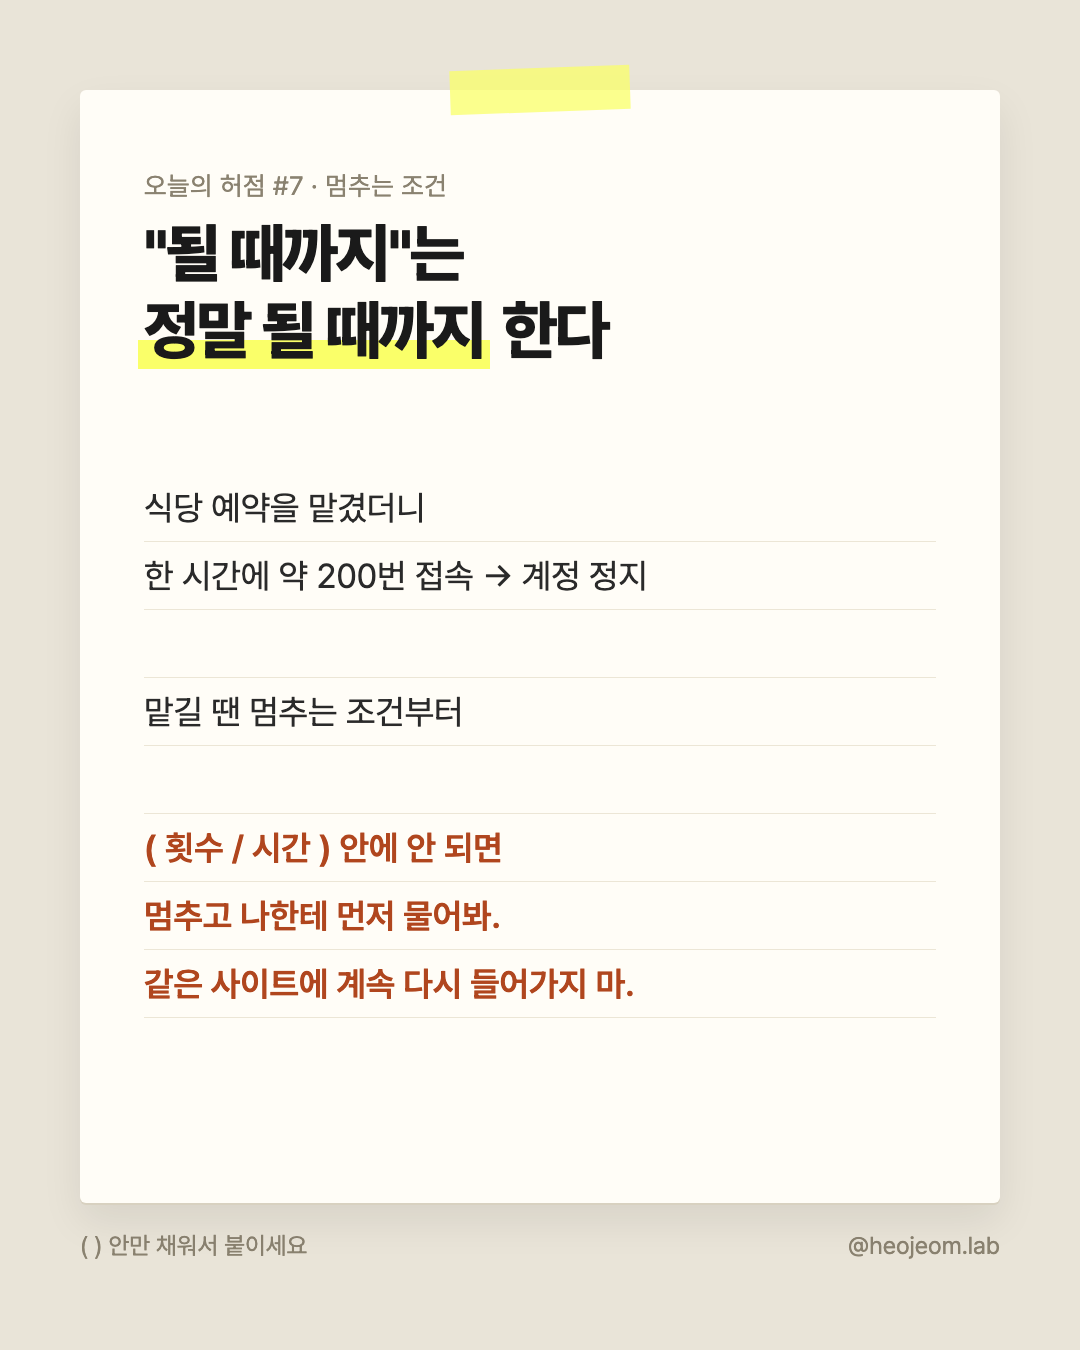 오늘의 허점 #7 · 멈추는 조건
"될 때까지"는
정말 될 때까지 한다
식당 예약을 맡겼더니
한 시간에 약 200번 접속 → 계정 정지
맡길 땐 멈추는 조건부터
( 횟수 / 시간 ) 안에 안 되면
멈추고 나한테 먼저 물어봐.
같은 사이트에 계속 다시 들어가지 마.
( ) 안만 채워서 붙이세요
@heojeom.lab